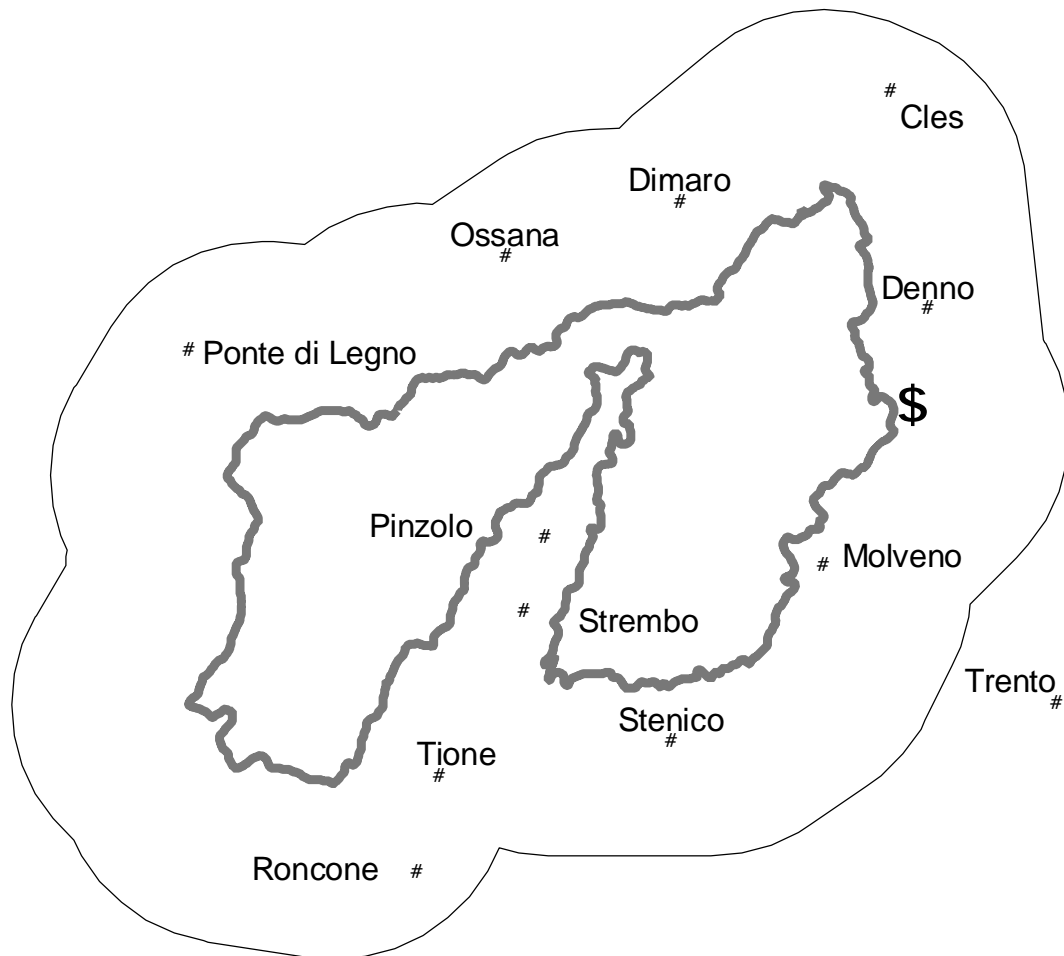 #
Cles
Dimaro
#
Ossana
#
Denno
#
# Ponte di Legno
$
Pinzolo
#
# Molveno
#
Strembo
Trento
#
Stenico
#
Tione
#
Roncone #